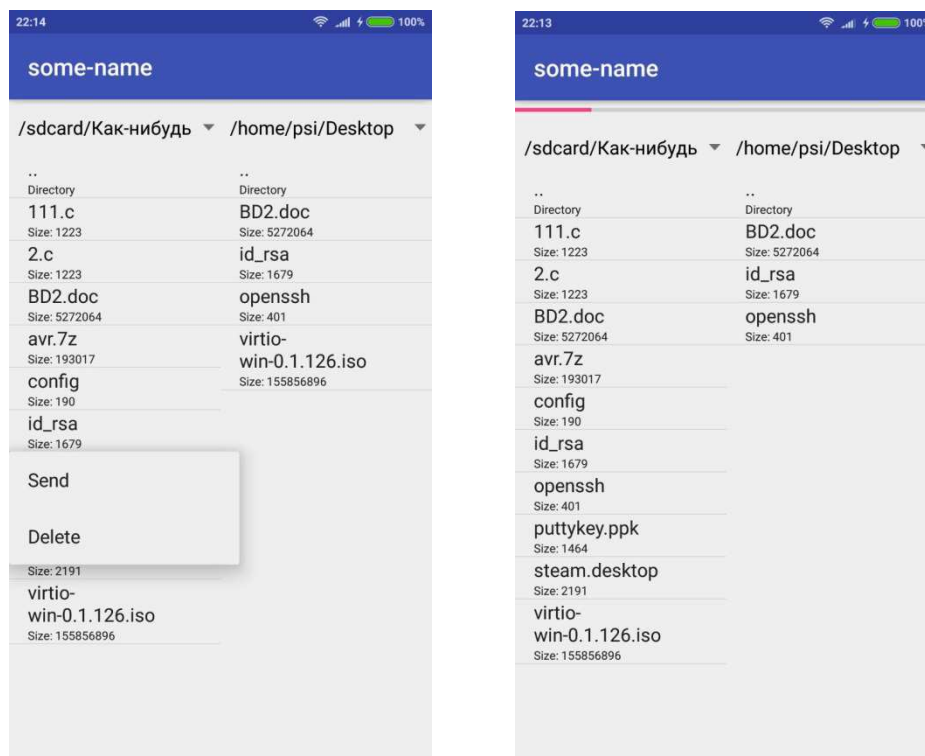 22:14
100%
some-name
/sdcard/Как-нибудь
/home/psi/Desktop
..
Directory
111.c
Size: 1223
2.c
Size: 1223
BD2.doc
Size: 5272064
avr.7z
Size: 193017
config
Size: 190
id_rsa
Size: 1679
Send
Delete
Size: 2191
virtio-
win-0.1.126.iso
Size: 155856896
..
Directory
BD2.doc
Size: 5272064
id_rsa
Size: 1679
openssh
Size: 401
virtio-
win-0.1.126.iso
Size: 155856896
22:13
100%
some-name
/sdcard/Как-нибудь
/home/psi/Desktop
..
Directory
111.c
Size: 1223
2.c
Size: 1223
BD2.doc
Size: 5272064
avr.7z
Size: 193017
config
Size: 190
id_rsa
Size: 1679
openssh
Size: 401
puttykey.ppk
Size: 1464
steam.desktop
Size: 2191
virtio-
win-0.1.126.iso
Size: 155856896
..
Directory
BD2.doc
Size: 5272064
id_rsa
Size: 1679
openssh
Size: 401